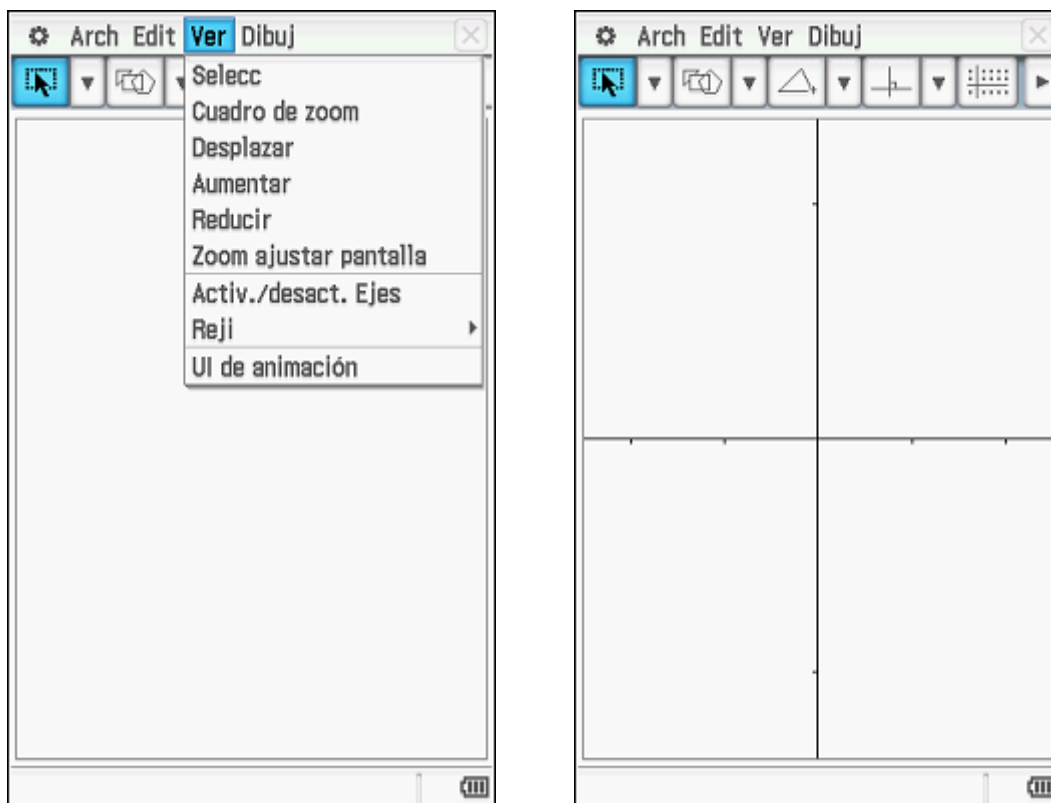 Arch Edit Ver Dibuj
Selecc
Cuadro de zoom
Desplazar
Aumentar
Reducir
Zoom ajustar pantalla
Activ./desact. Ejes
Reji
UI de animación
Arch Edit Ver Dibuj